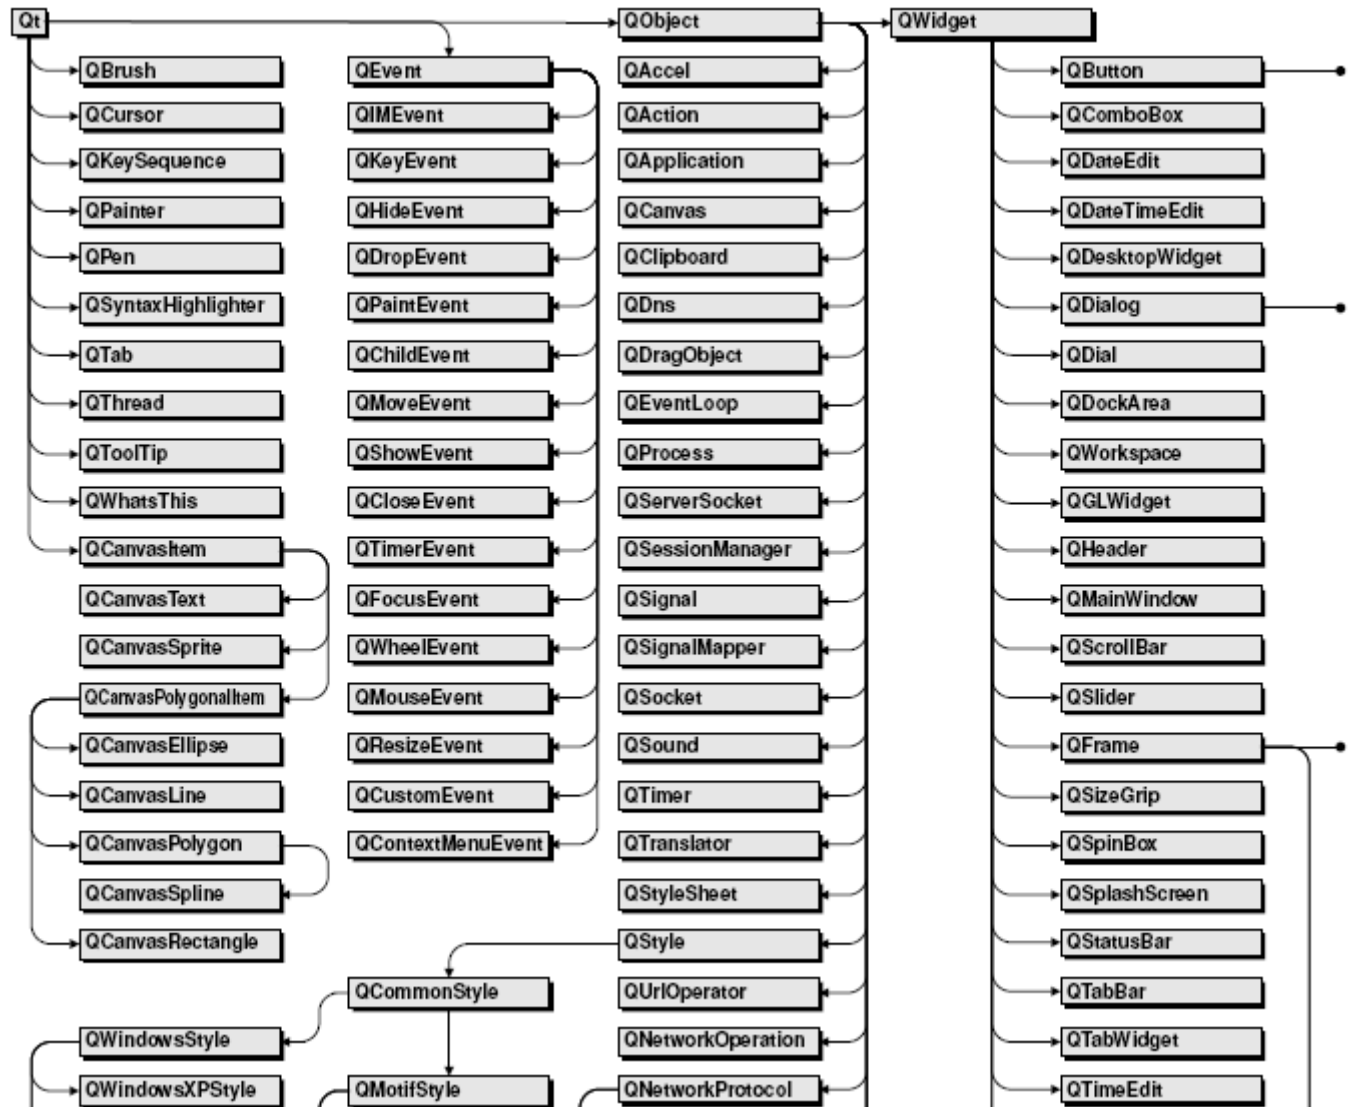 Qt
QObject
QWidget
QBrush
QEvent
QAccel
QButton
QCursor
QIMEvent
QAction
QComboBox
QKeySequence
QKeyEvent
QApplication
QDateEdit
QPainter
QHideEvent
QCanvas
QDateTimeEdit
QPen
QDropEvent
QClipboard
QDesktopWidget
QSyntaxHighlighter
QPaintEvent
QDns
QDialog
QTab
QChildEvent
QDragObject
QDial
QThread
QMoveEvent
QEventLoop
QDockArea
QToolTip
QShowEvent
QProcess
QWorkspace
QWhatsThis
QCloseEvent
QServerSocket
QGLWidget
QCanvasItem
QTimerEvent
QSessionManager
QHeader
QCanvasText
QFocusEvent
QSignal
QMainWindow
QCanvasSprite
QWheelEvent
QSignalMapper
QScrollBar
QCanvasPolygonalItem
QMouseEvent
QSocket
QSlider
QCanvasEllipse
QResizeEvent
QSound
QFrame
QCanvasLine
QCustomEvent
QTimer
QSizeGrip
QCanvasPolygon
QContextMenuEvent
QTranslator
QSpinBox
QCanvasSpline
QStyleSheet
QSplashScreen
QCanvasRectangle
QStyle
QStatusBar
QCommonStyle
QUrlOperator
QTabBar
QWindowsStyle
QNetworkOperation
QTabWidget
QWindowsXPStyle
QMotifStyle
QNetworkProtocol
QTimeEdit